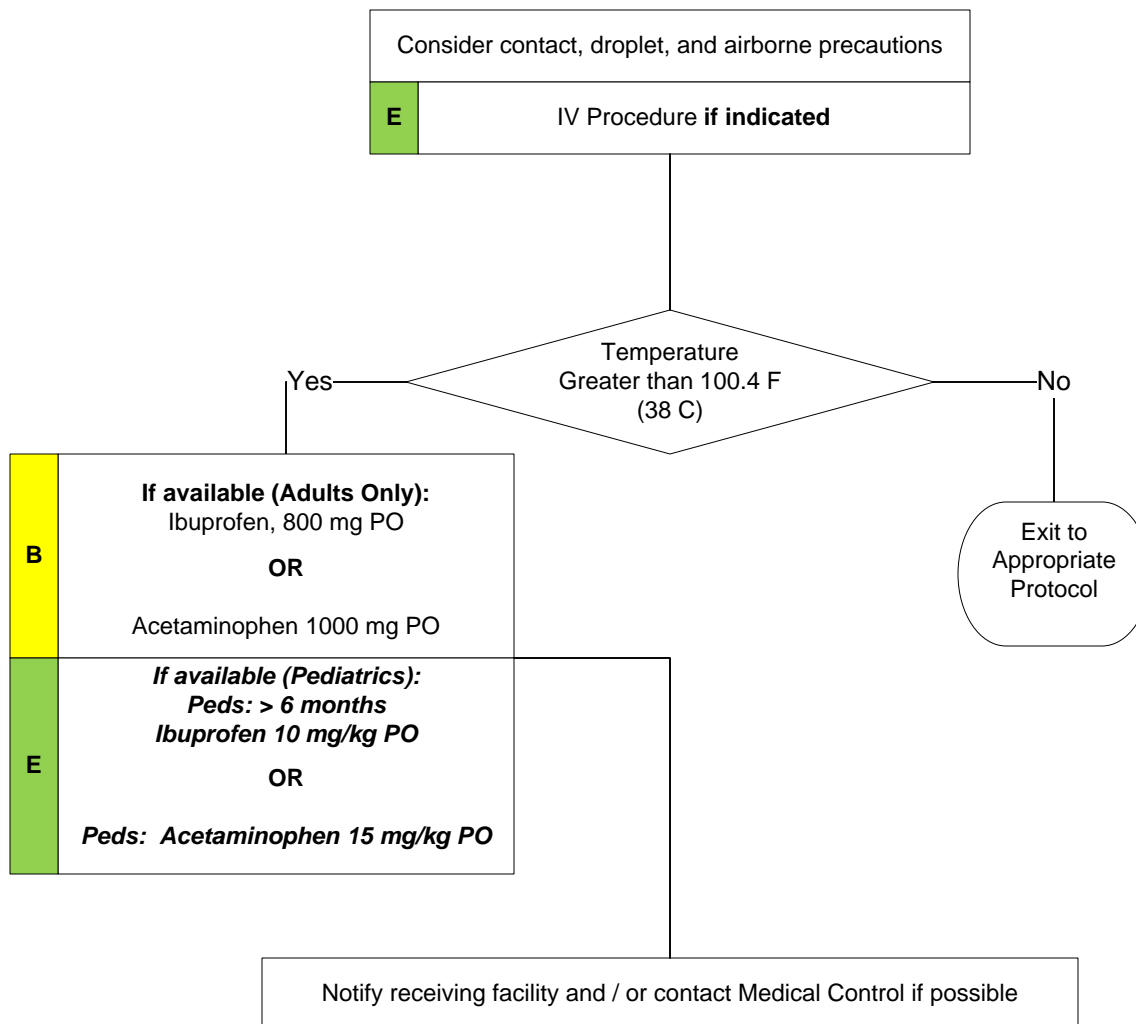 Consider contact, droplet, and airborne precautions
E
IV Procedure if indicated
Temperature
Greater than 100.4 F
(38 C)
Yes
No
B
If available (Adults Only):
Ibuprofen, 800 mg PO
OR
Acetaminophen 1000 mg PO
Exit to
Appropriate
Protocol
E
If available (Pediatrics):
Peds: > 6 months
Ibuprofen 10 mg/kg PO
OR
Peds: Acetaminophen 15 mg/kg PO
Notify receiving facility and / or contact Medical Control if possible